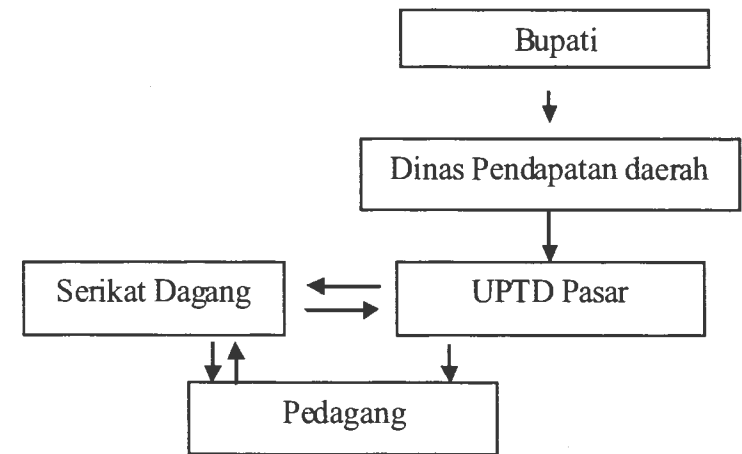 Bupati
Dinas Pendapatan daerah
Serikat Dagang
UPTD Pasar
Pedagang